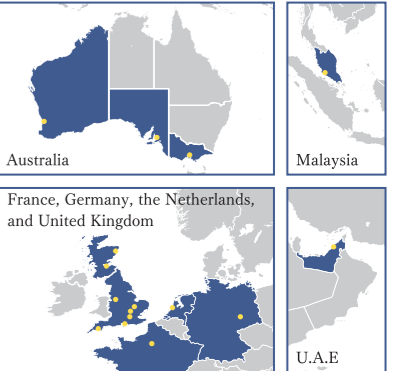 Australia
Malaysia
France, Germany, the Netherlands,
and United Kingdom
U.A.E